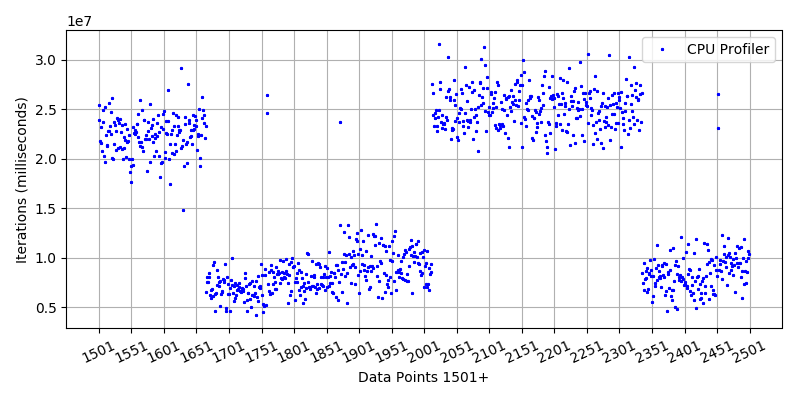 1e7
CPU Profiler
3.0
2.5
2.0
1.5
1.0
0.5
Iterations (milliseconds)
1501 1551 1601 1651 1701 1751 1801 1851 1901 1951 2001 2051 2101 2151 2201 2251 2301 2351 2401 2451 2501
Data Points 1501+